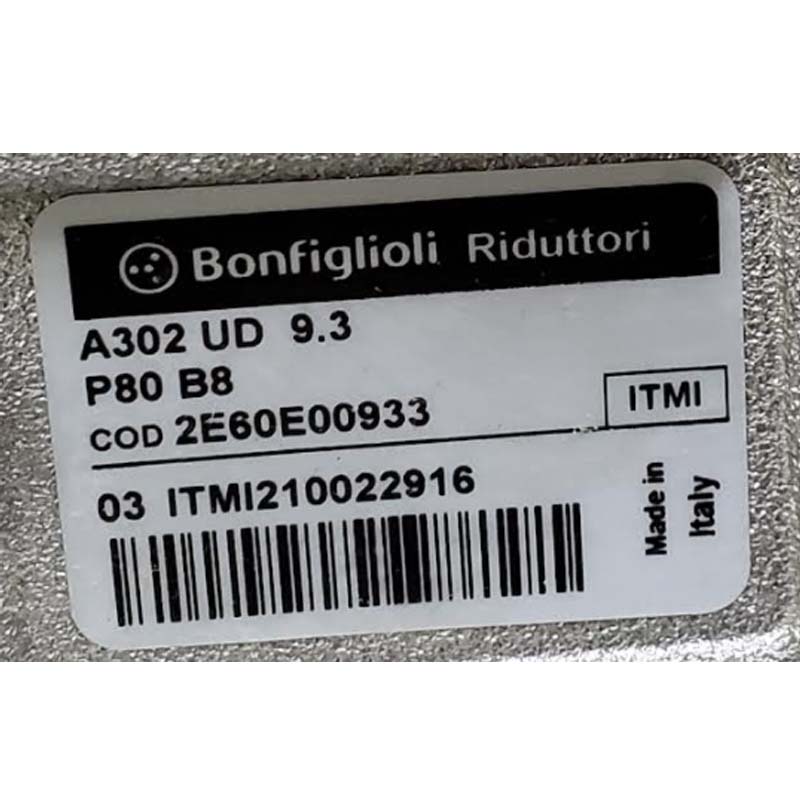 Bonfiglioli Riduttori
A302 UD 9.3
P80 B8
COD 2E60E00933
ITMI
03 ITMI210022916
Made in
Italy